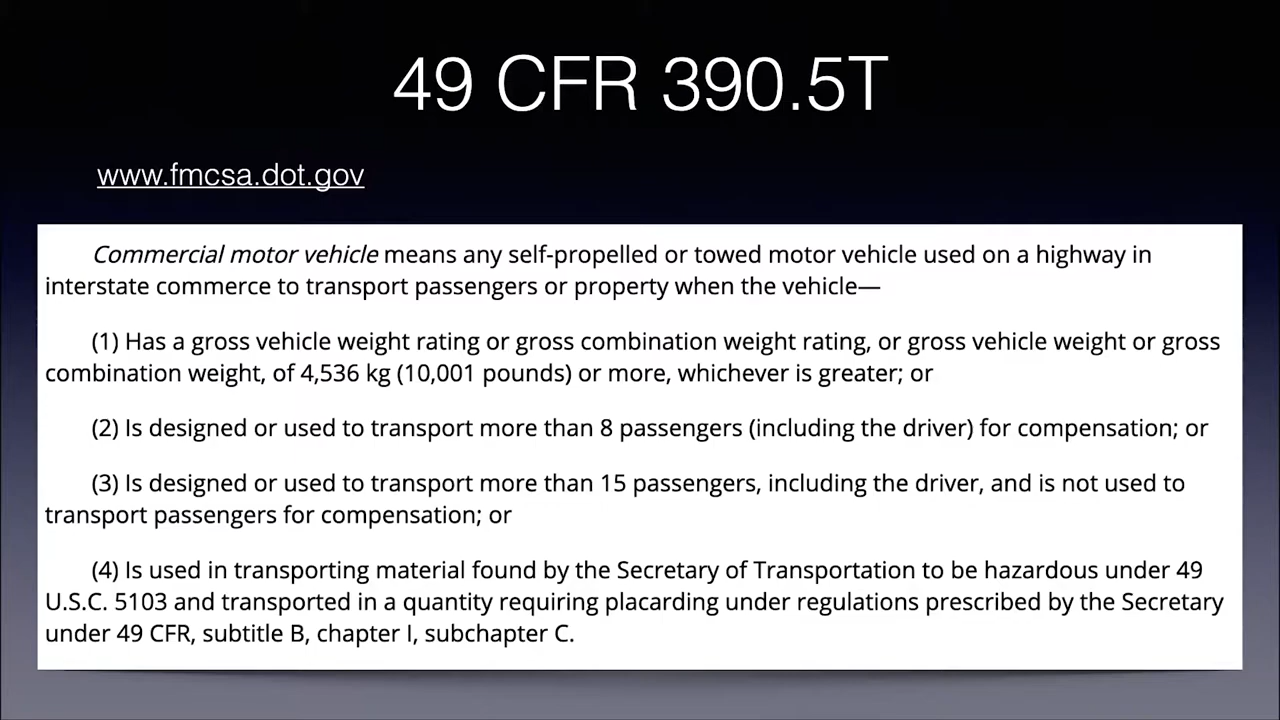 49 CFR 390.5T
www.fmcsa.dot.gov
Commercial motor vehicle means any self-propelled or towed motor vehicle used on a highway in
interstate commerce to transport passengers or property when the vehicle—
(1) Has a gross vehicle weight rating or gross combination weight rating, or gross vehicle weight or gross
combination weight, of 4,536 kg (10,001 pounds) or more, whichever is greater; or
(2) Is designed or used to transport more than 8 passengers (including the driver) for compensation; or
(3) Is designed or used to transport more than 15 passengers, including the driver, and is not used to
transport passengers for compensation; or
(4) Is used in transporting material found by the Secretary of Transportation to be hazardous under 49
U.S.C. 5103 and transported in a quantity requiring placarding under regulations prescribed by the Secretary
under 49 CFR, subtitle B, chapter I, subchapter C.